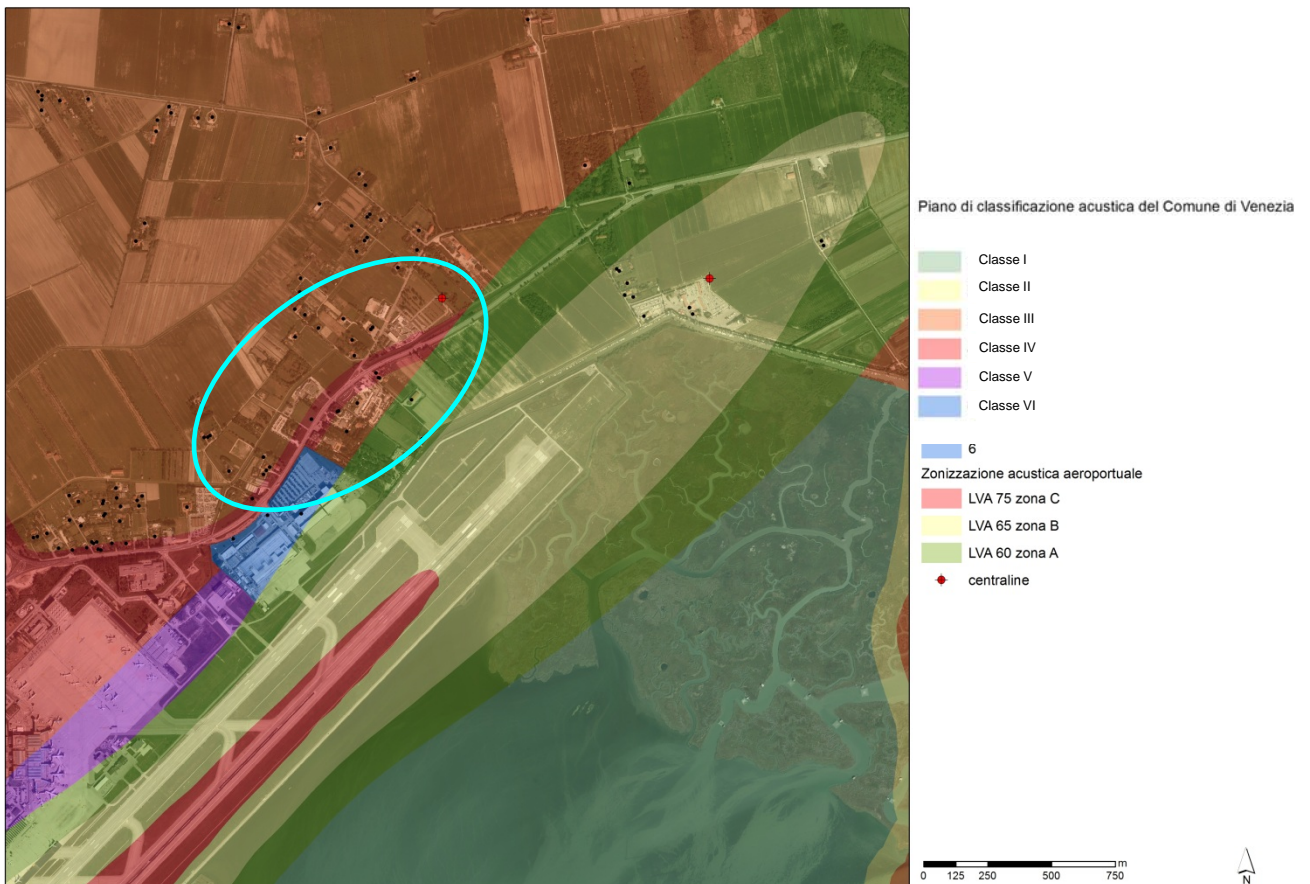 Piano di classificazione acustica del Comune di Venezia
Classe I
Classe II
Classe III
Classe IV
Classe V
Classe VI
6
Zonizzazione acustica aeroportuale
LVA 75 zona C
LVA 65 zona B
LVA 60 zona A
centraline
0 125 250 500 750 m
N